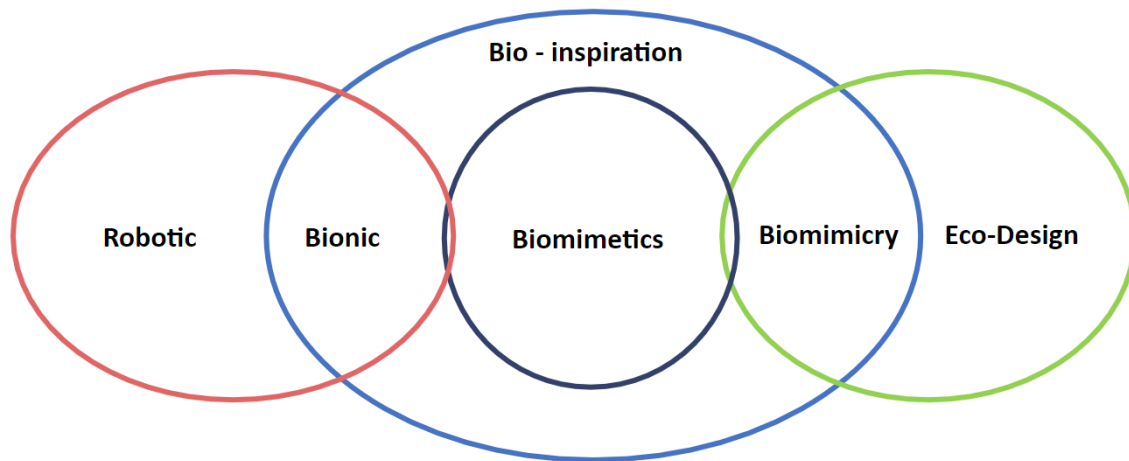 Bio - inspiration
Robotic
Bionic
Biomimetics
Biomimicry
Eco-Design